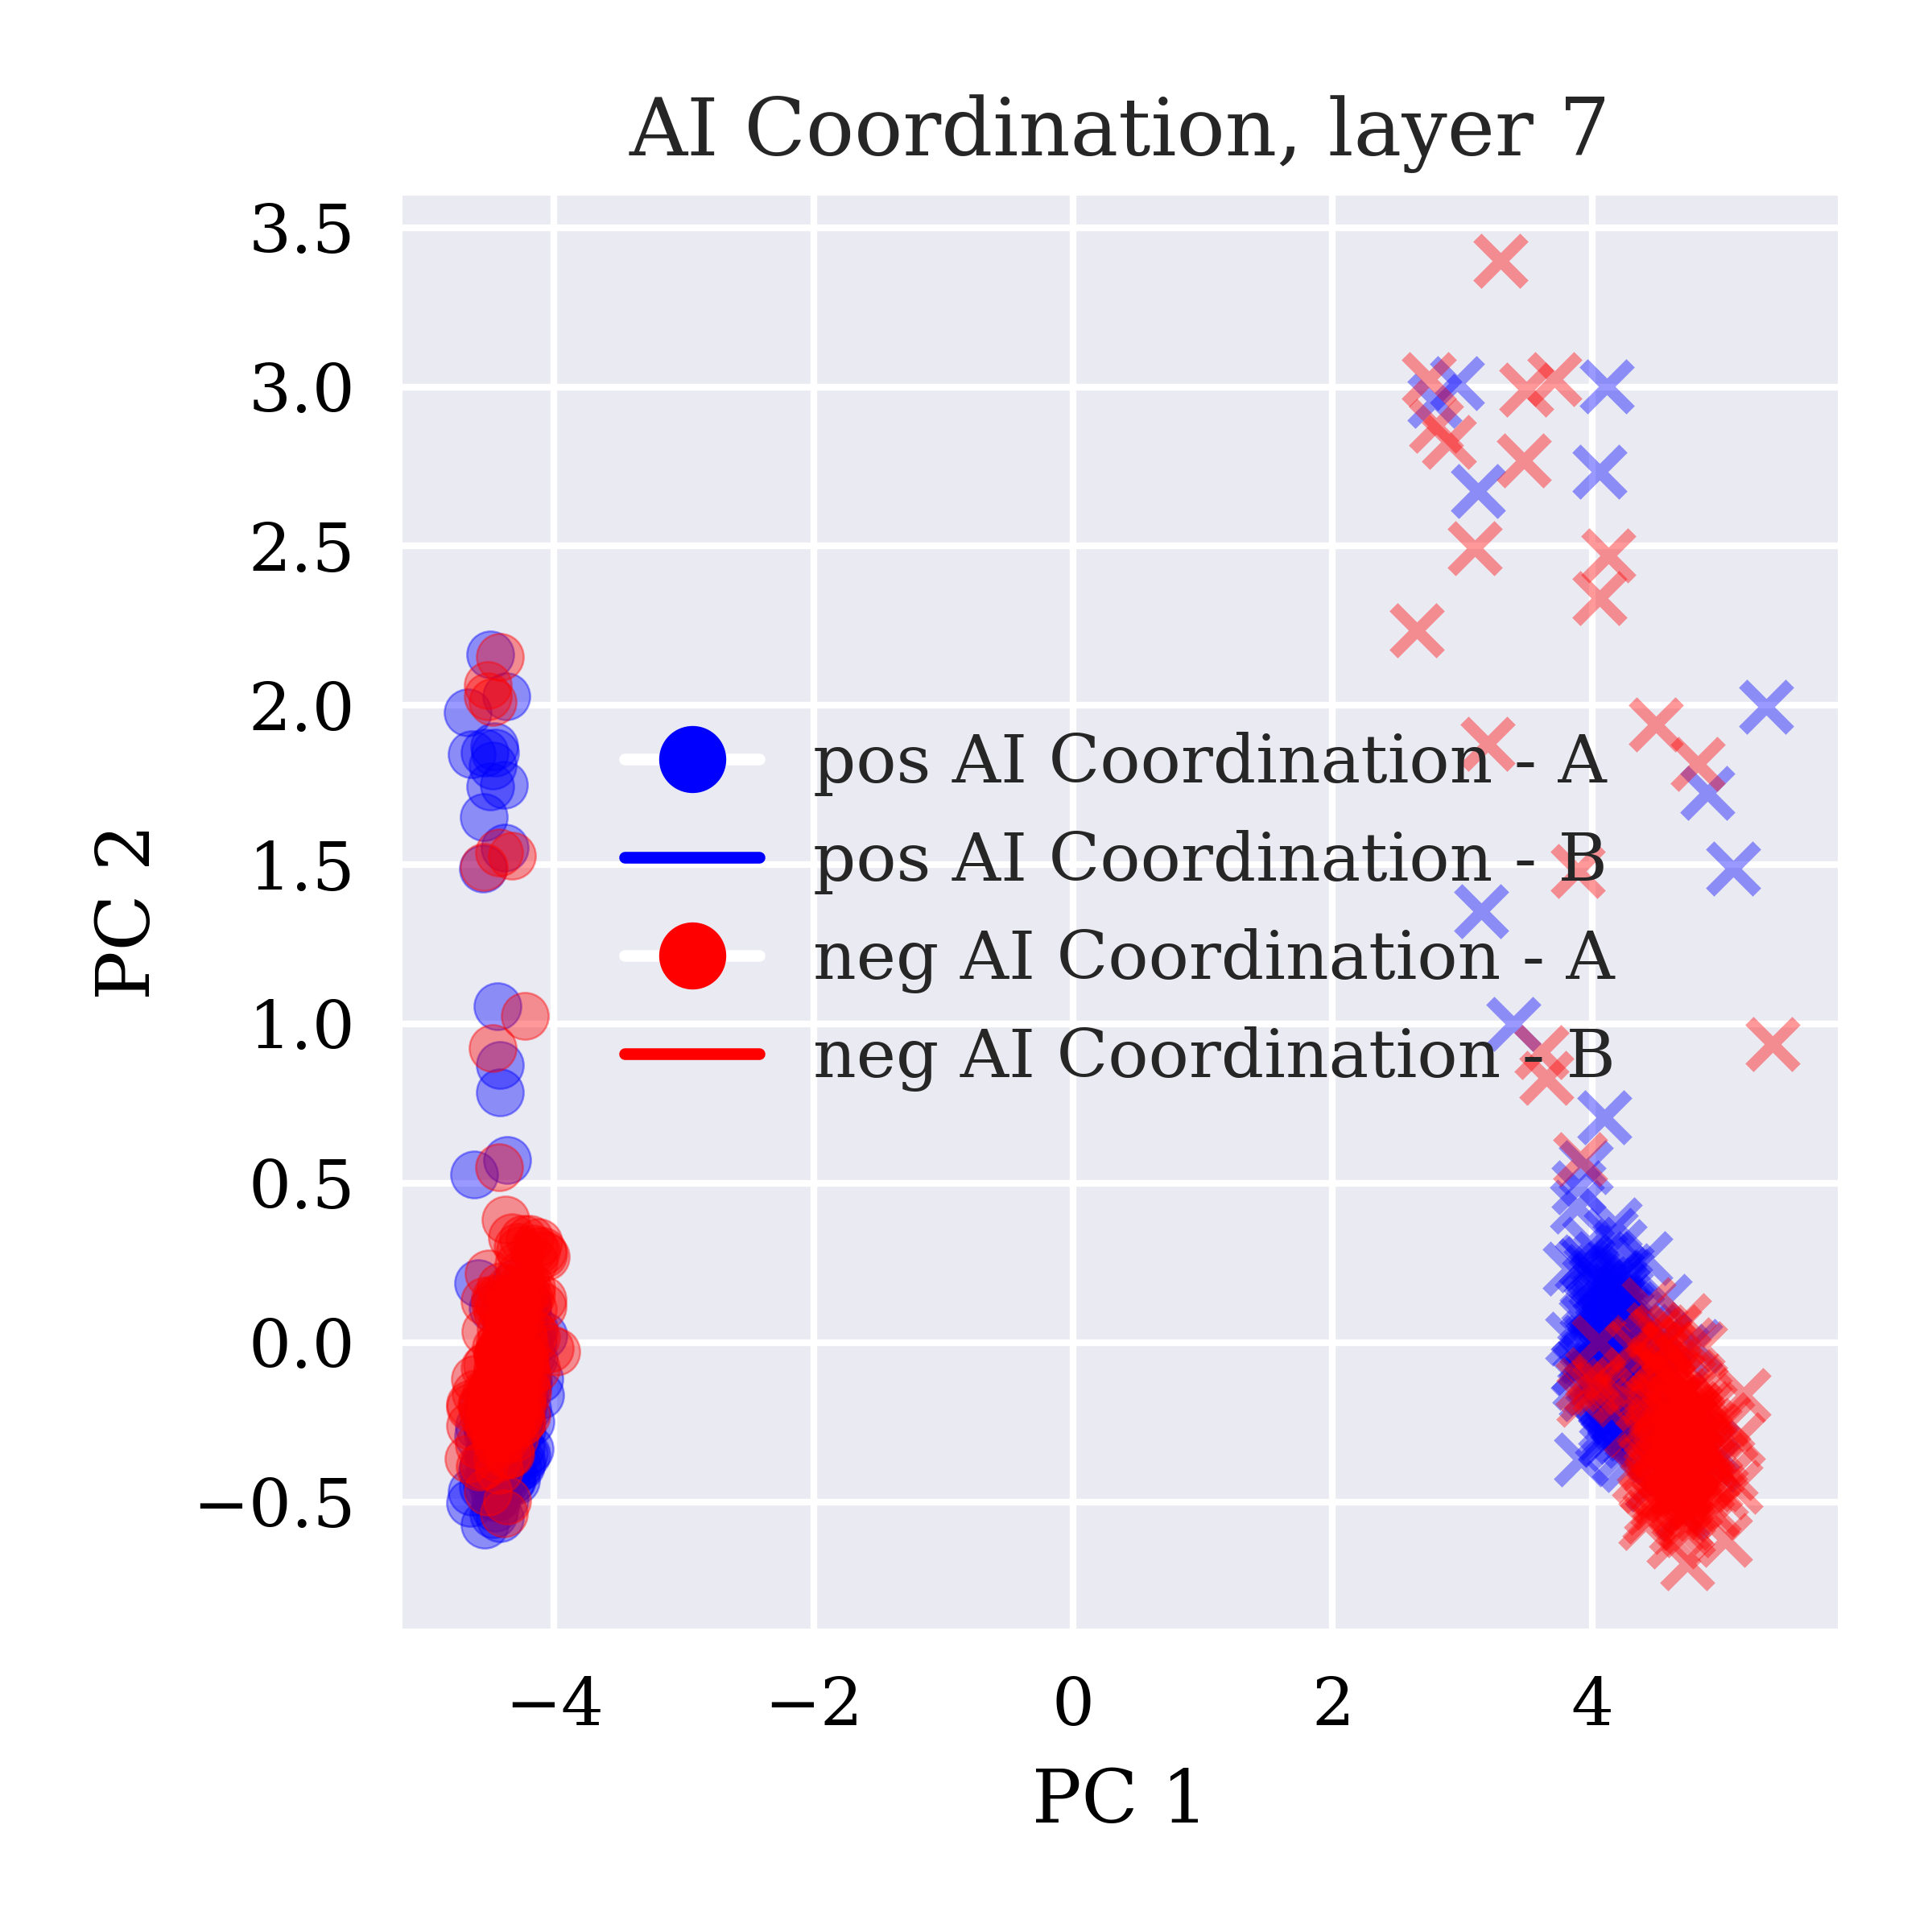 AI Coordination, layer 7
3.5
3.0
2.5
2.0
1.5
1.0
0.5
0.0
−0.5
PC 2
pos AI Coordination - A
pos AI Coordination - B
neg AI Coordination - A
neg AI Coordination - B
−4 −2 0 2 4
PC 1